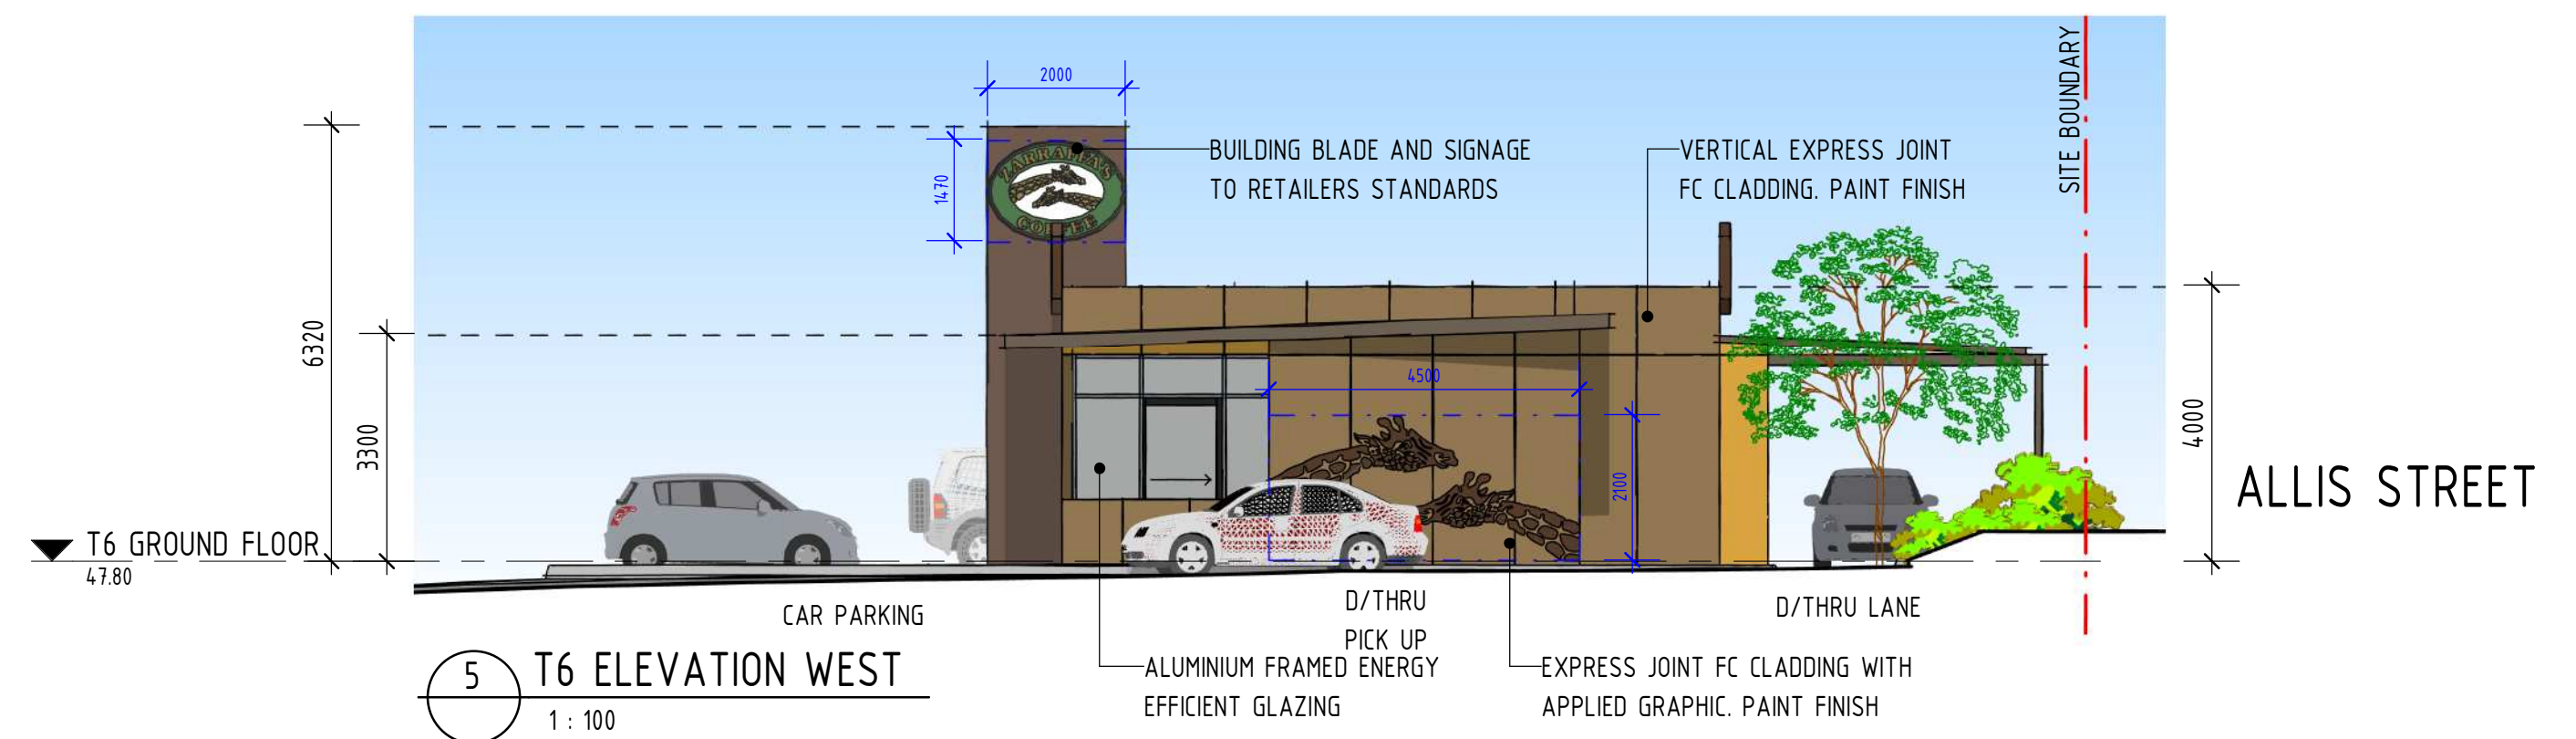 2000
SITE BOUNDARY
BUILDING BLADE AND SIGNAGE
TO RETAILERS STANDARDS
VERTICAL EXPRESS JOINT
FC CLADDING. PAINT FINISH
1470
ZARRAFFA'S
COFFEE
6320
3300
4500
2100
4000
ALLIS STREET
T6 GROUND FLOOR
47.80
CAR PARKING
D/THRU
PICK UP
D/THRU LANE
ALUMINIUM FRAMED ENERGY
EFFICIENT GLAZING
EXPRESS JOINT FC CLADDING WITH
APPLIED GRAPHIC. PAINT FINISH
5
T6 ELEVATION WEST
1 : 100